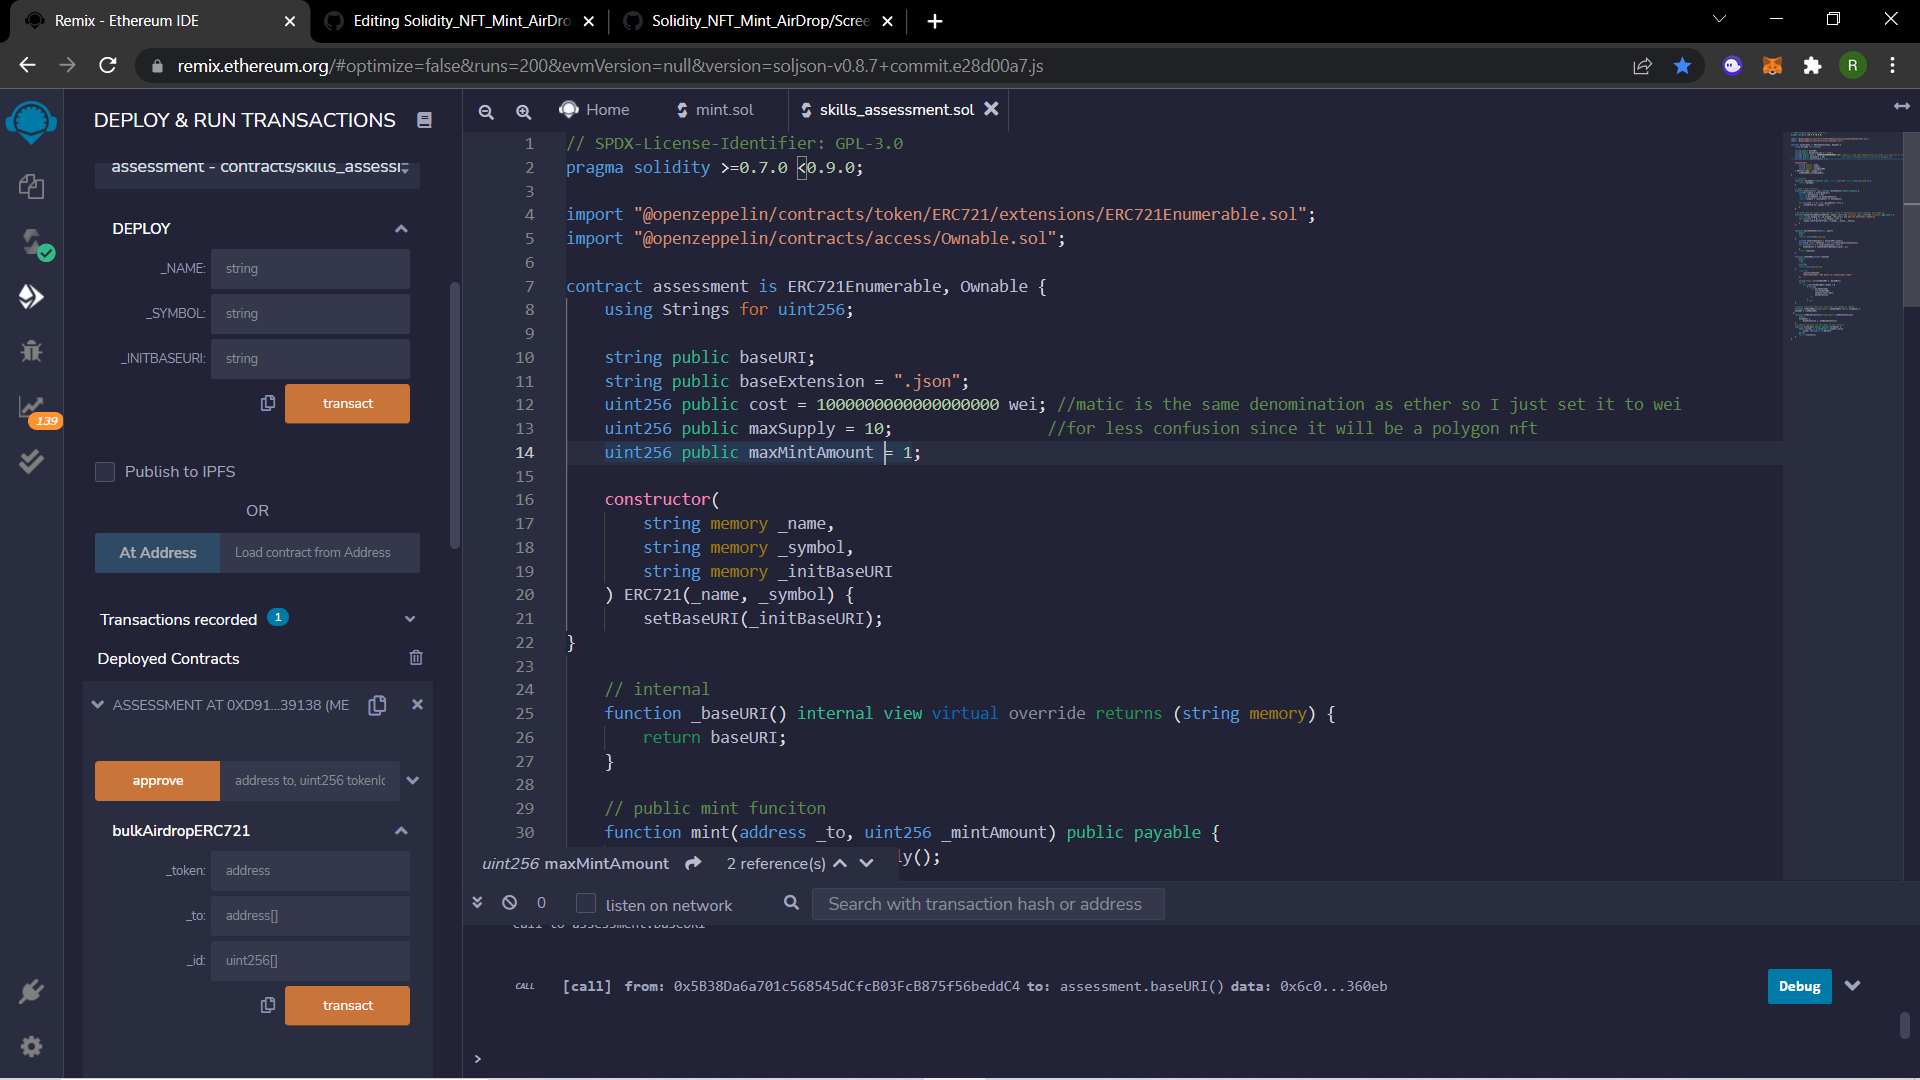 Remix - Ethereum IDE
Editing Solidity_NFT_Mint_AirDro
Solidity_NFT_Mint_AirDrop/Scree
remix.ethereum.org/#optimize=false&runs=200&evmVersion=null&version=soljson-v0.8.7+commit.e28d00a7.js
R
DEPLOY & RUN TRANSACTIONS
assessment - contracts/skills_assessi
DEPLOY
_NAME:
string
_SYMBOL:
string
_INITBASEURI:
string
transact
139
Publish to IPFS
OR
At Address
Load contract from Address
Transactions recorded 1
Deployed Contracts
ASSESSMENT AT 0XD91...39138 (ME
approve
address to, uint256 tokenIc
bulkAirdropERC721
_token:
address
_to:
address[]
_id:
uint256[]
transact
Home
mint.sol
skills_assessment.sol
1 // SPDX-License-Identifier: GPL-3.0
2 pragma solidity >=0.7.0 <0.9.0;
3
4 import "@openzeppelin/contracts/token/ERC721/extensions/ERC721Enumerable.sol";
5 import "@openzeppelin/contracts/access/Ownable.sol";
6
7 contract assessment is ERC721Enumerable, Ownable {
8 using Strings for uint256;
9
10 string public baseURI;
11 string public baseExtension = ".json";
12 uint256 public cost = 1000000000000000000 wei; //matic is the same denomination as ether so I just set it to wei
13 uint256 public maxSupply = 10; //for less confusion since it will be a polygon nft
14 uint256 public maxMintAmount = 1;
15
16 constructor(
17 string memory _name,
18 string memory _symbol,
19 string memory _initBaseURI
20 ) ERC721(_name, _symbol) {
21 setBaseURI(_initBaseURI);
22 }
23
24 // internal
25 function _baseURI() internal view virtual override returns (string memory) {
26 return baseURI;
27 }
28
29 // public mint funciton
30 function mint(address _to, uint256 _mintAmount) public payable {
ly();
uint256 maxMintAmount
2 reference(s)
0
listen on network
Search with transaction hash or address
call to assessment.baseURI
CALL [call] from: 0x5B38Da6a701c568545dCfcB03FcB875f56beddC4 to: assessment.baseURI() data: 0x6c0...360eb
Debug
>